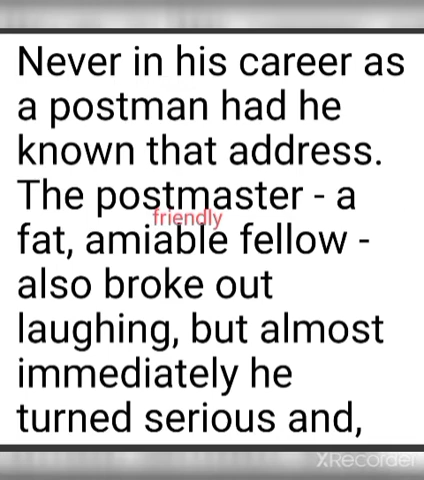 Never in his career as
a postman had he
known that address.
The postmaster - a
friendly
fat, amiable fellow -
also broke out
laughing, but almost
immediately he
turned serious and,
XRecorder